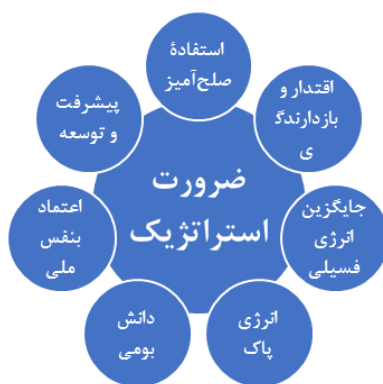 استفادهٔ
صلح‌آمیز
اقتدار و
بازدارندگ
ی
جایگزین
انرژی
فسیلی
انرژی
پاک
دانش
بومی
اعتماد
بنفس
ملی
پیشرفت
و توسعه
ضرورت
استراتژیک